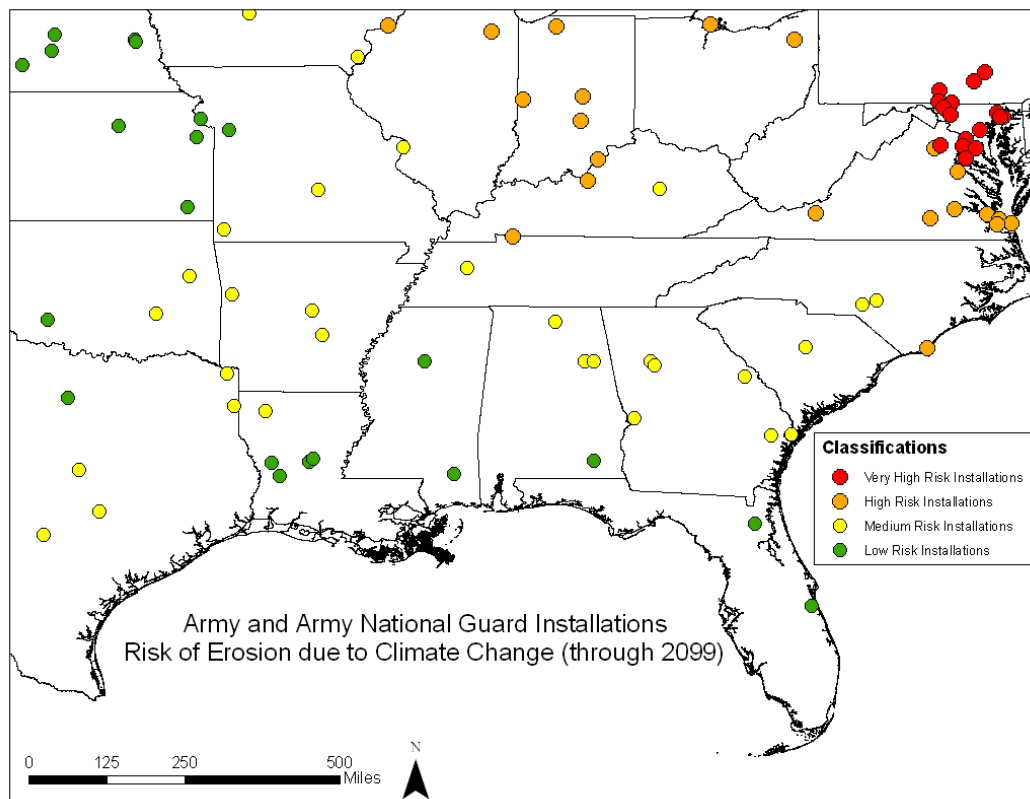 Classifications
Very High Risk Installations
High Risk Installations
Medium Risk Installations
Low Risk Installations
Army and Army National Guard Installations
Risk of Erosion due to Climate Change (through 2099)
N
0 125 250 500
Miles